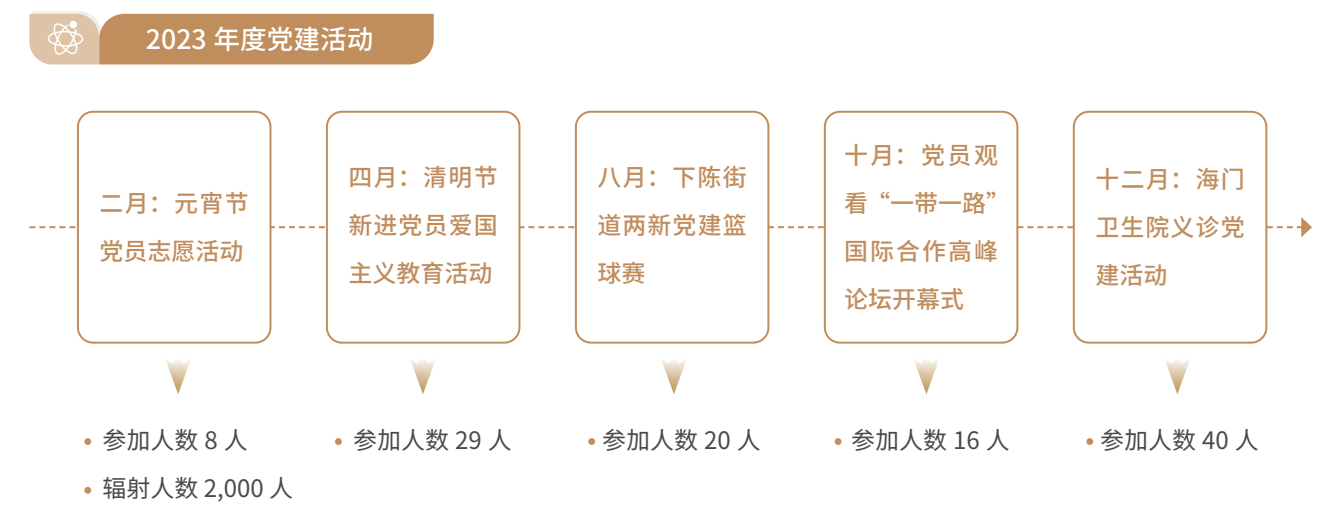 2023 年度党建活动
二月：元宵节
党员志愿活动
四月：清明节
新进党员爱国
主义教育活动
八月：下陈街
道两新党建篮
球赛
十月：党员观
看“一带一路”
国际合作高峰
论坛开幕式
十二月：海门
卫生院义诊党
建活动
• 参加人数 8 人
• 辐射人数 2,000 人
• 参加人数 29 人
• 参加人数 20 人
• 参加人数 16 人
• 参加人数 40 人